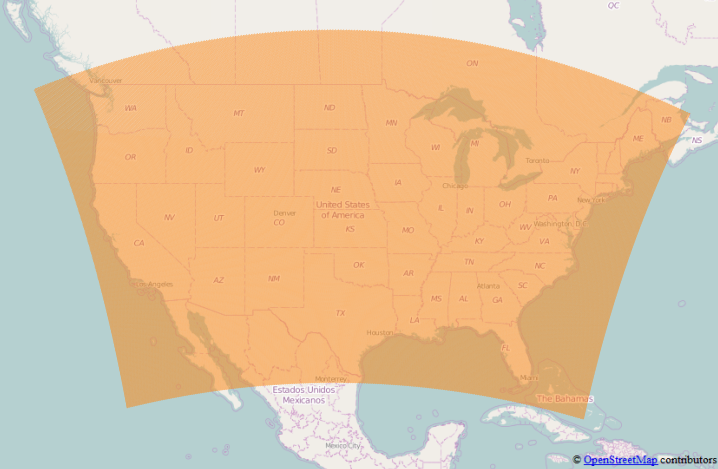 OC
ON
Vancouver
WA
MT
ND
MN
NB
ME
NS
OR
ID
SD
WI
MI
Toronto
WY
NY
IA
Chicago
NE
United States
of America
NV
UT
Denver
CO
KS
IL
IN
OH
PA
New York
MO
WV
Washington, D.C.
CA
KY
VA
Los Angeles
AZ
NM
OK
AR
TN
NC
Atlanta
SC
MS
AL
GA
TX
Houston
LA
FL
Monterrey
Miami
Estados Unidos
Mexicanos
The Bahamas
Mexico City
© OpenStreetMap contributors